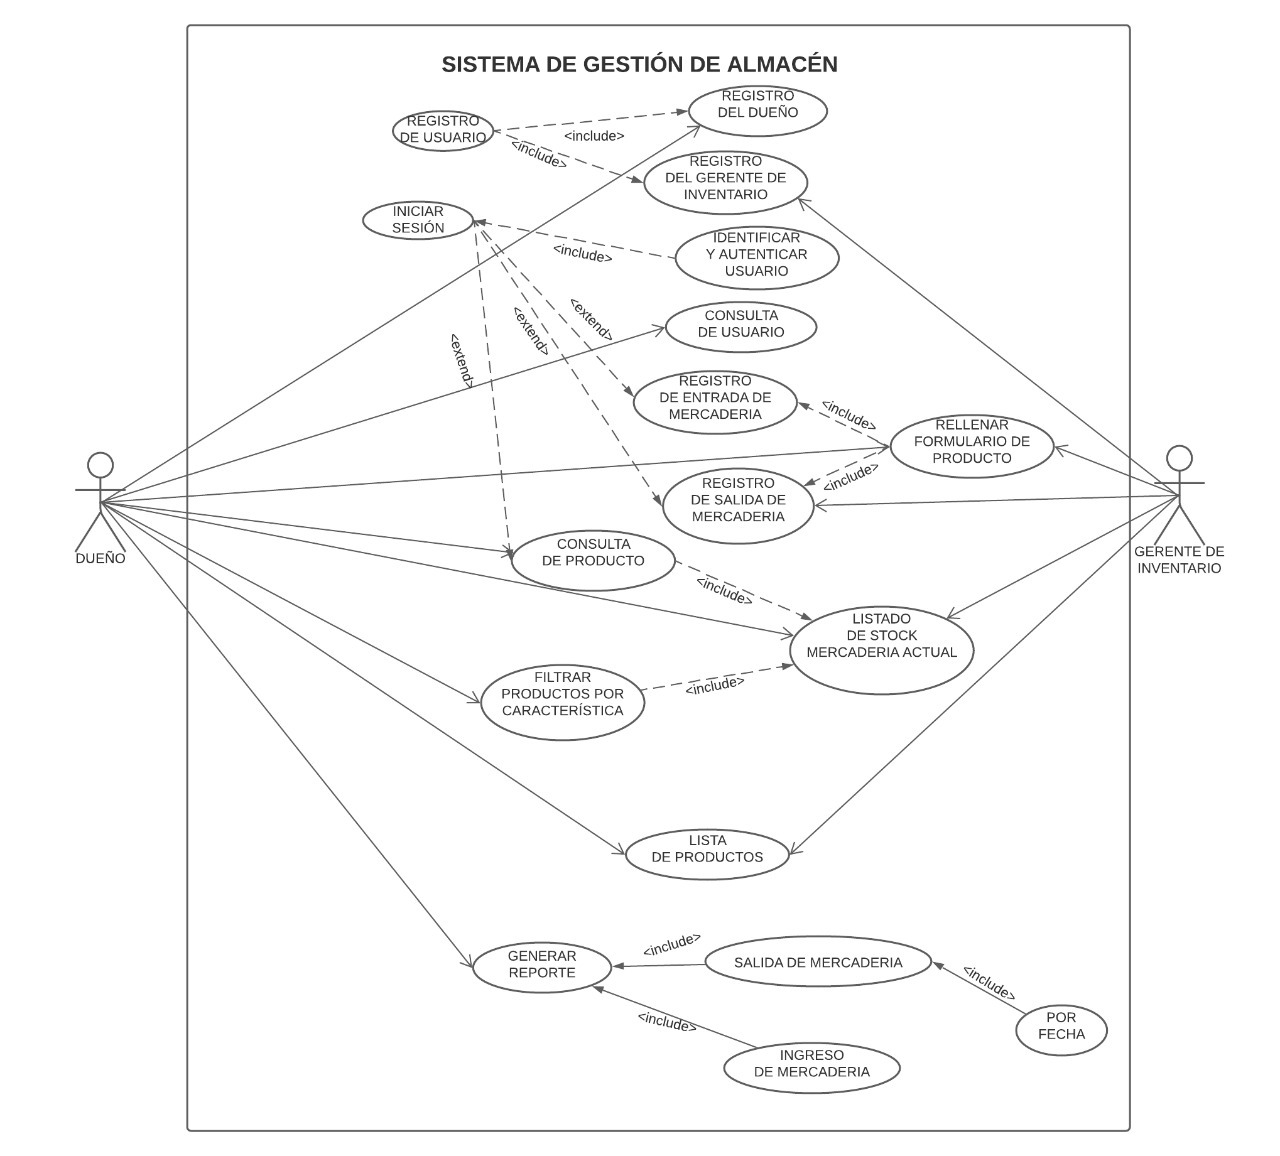 SISTEMA DE GESTIÓN DE ALMACÉN
REGISTRO
DEL DUEÑO
REGISTRO
DE USUARIO
<include>
<include>
REGISTRO
DEL GERENTE DE
INVENTARIO
INICIAR
SESIÓN
<include>
IDENTIFICAR
Y AUTENTICAR
USUARIO
<extend>
<extend>
<extend>
CONSULTA
DE USUARIO
REGISTRO
DE ENTRADA DE
MERCADERIA
<include>
<include>
RELLENAR
FORMULARIO DE
PRODUCTO
REGISTRO
DE SALIDA DE
MERCADERIA
DUEÑO
GERENTE DE
INVENTARIO
CONSULTA
DE PRODUCTO
<include>
LISTADO
DE STOCK
MERCADERIA ACTUAL
FILTRAR
PRODUCTOS POR
CARACTERÍSTICA
<include>
LISTA
DE PRODUCTOS
GENERAR
REPORTE
<include>
SALIDA DE MERCADERIA
<include>
POR
FECHA
<include>
INGRESO
DE MERCADERIA